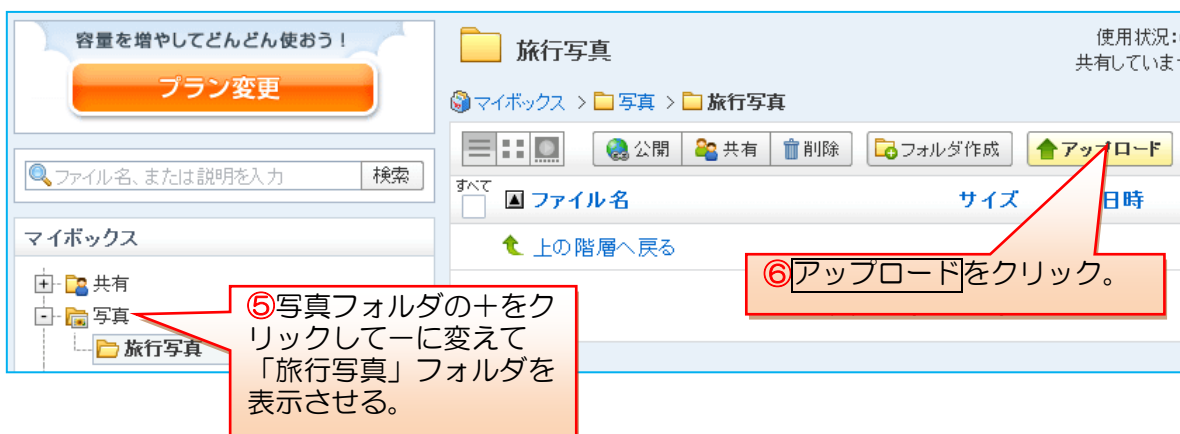 容量を増やしてどんどん使おう！
プラン変更
ファイル名、または説明を入力
検索
マイボックス
共有
写真
旅行写真
⑤写真フォルダの＋をク
リックして－に変えて
「旅行写真」フォルダを
表示させる。
旅行写真
使用状況:
共有していま
マイボックス > 写真 > 旅行写真
公開 共有 削除 フォルダ作成 アップロード
すべて
ファイル名 サイズ 日時
上の階層へ戻る
⑥アップロードをクリック。